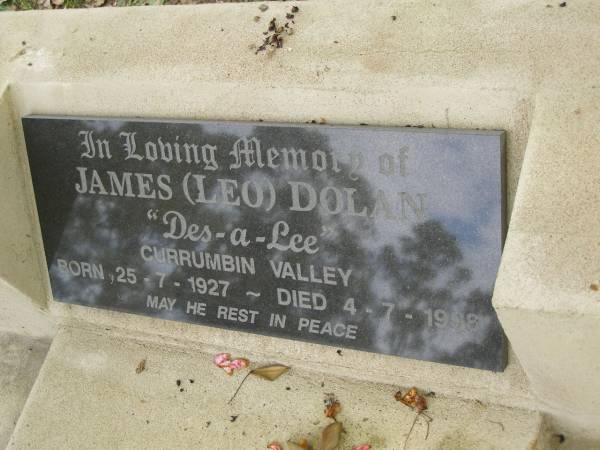 In Loving Memory of
JAMES (LEO) DOLAN
"Des-a-Lee"
CURRUMBIN VALLEY
BORN, 25 - 7 - 1927 ~ DIED 4 - 7 - 1998
MAY HE REST IN PEACE